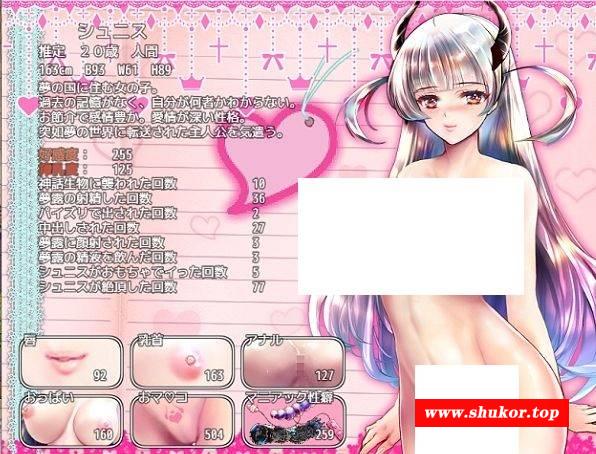 シュニス
推定 20歳 人間
163cm B93 W61 H89
夢の国に住む女の子。
過去の記憶がなく、自分が何者かわからない。
お節介で感情豊か。愛情が深い性格。
突如夢の世界に転送された主人公を気遣う。
好感度： 255
： 125
神話生物に襲われた回数 10
夢露の射精した回数 36
パイズリで出された回数 2
中出しされた回数 27
夢露に顔射された回数 3
夢露の精液を飲んだ回数 3
シュニスがおもちゃでイった回数 5
シュニスが絶頂した回数 77
唇 92
乳首 163
アナル 127
おっぱい 160
おマ♡コ 504
マニアック性癖 259
www.shukor.top